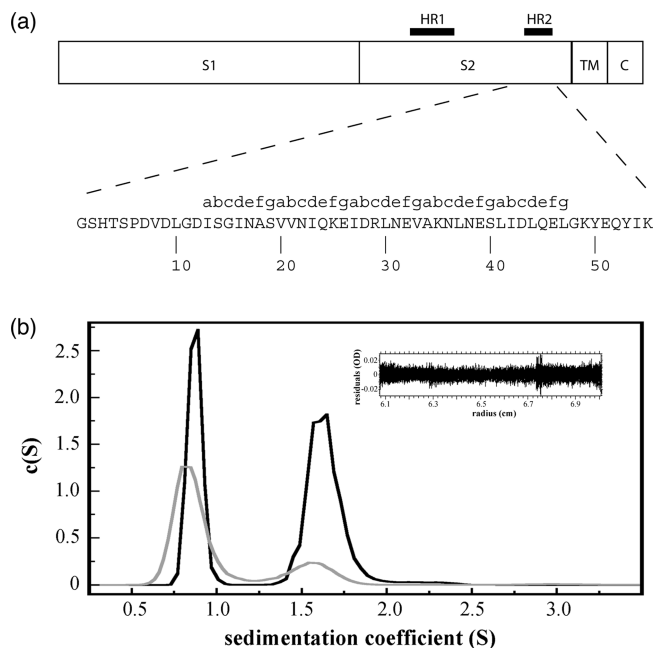 (a)
HR1
HR2
S1
S2
TM
C
abcdefgabcdefgabcdefgabcdefgabcdefg
GSHTSPDVDLGDISGINASVVNIQKEIDRLNEVAKNLNESLIDLQELGKYEQYIK
10 20 30 40 50
(b)
2.5
2.0
1.5
1.0
0.5
0
c(S)
0.5 1.0 1.5 2.0 2.5 3.0
sedimentation coefficient (S)
residuals (OD)
0.02
0
-0.02
6.1 6.3 6.5 6.7 6.9
radius (cm)